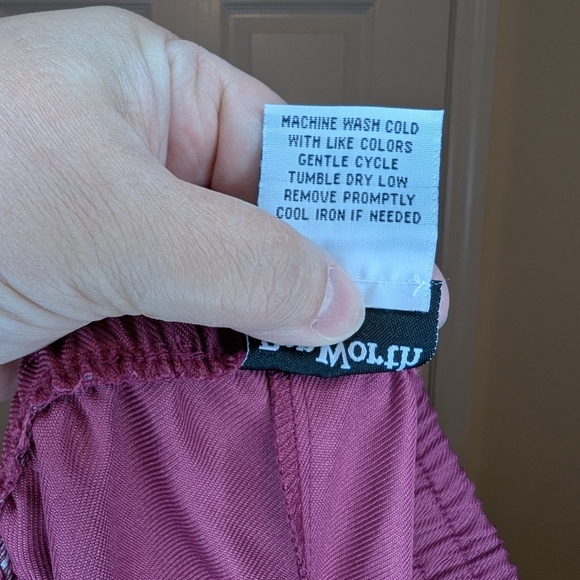 MACHINE WASH COLD
WITH LIKE COLORS
GENTLE CYCLE
TUMBLE DRY LOW
REMOVE PROMPTLY
COOL IRON IF NEEDED